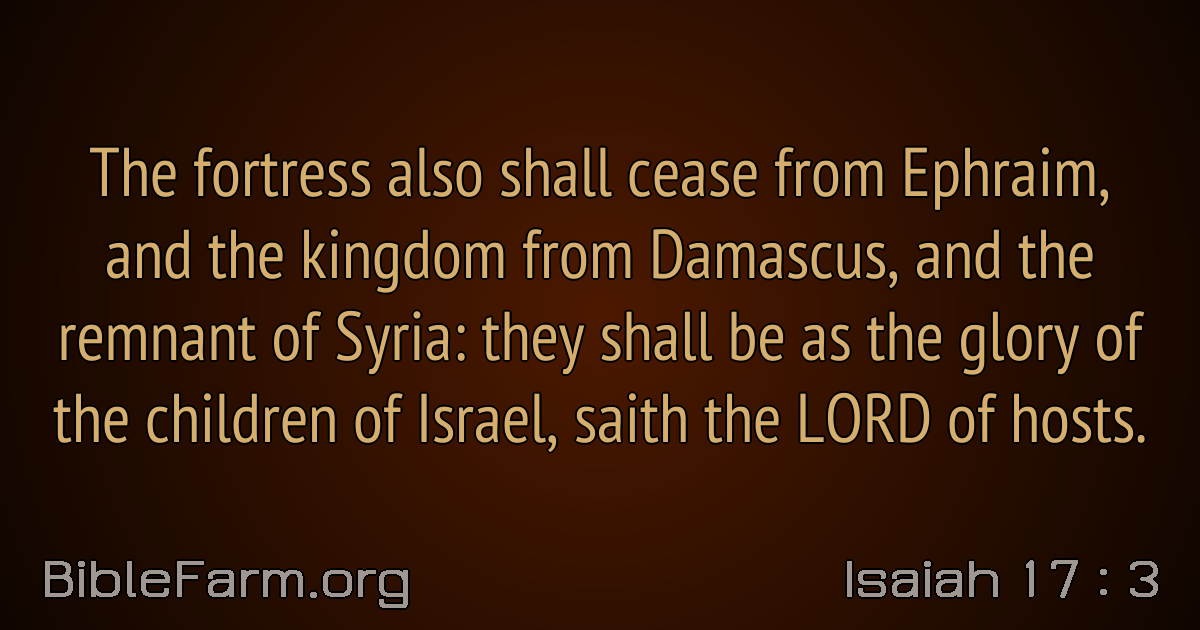 The fortress also shall cease from Ephraim,
and the kingdom from Damascus, and the
remnant of Syria: they shall be as the glory of
the children of Israel, saith the LORD of hosts.
BibleFarm.org
Isaiah 17 : 3